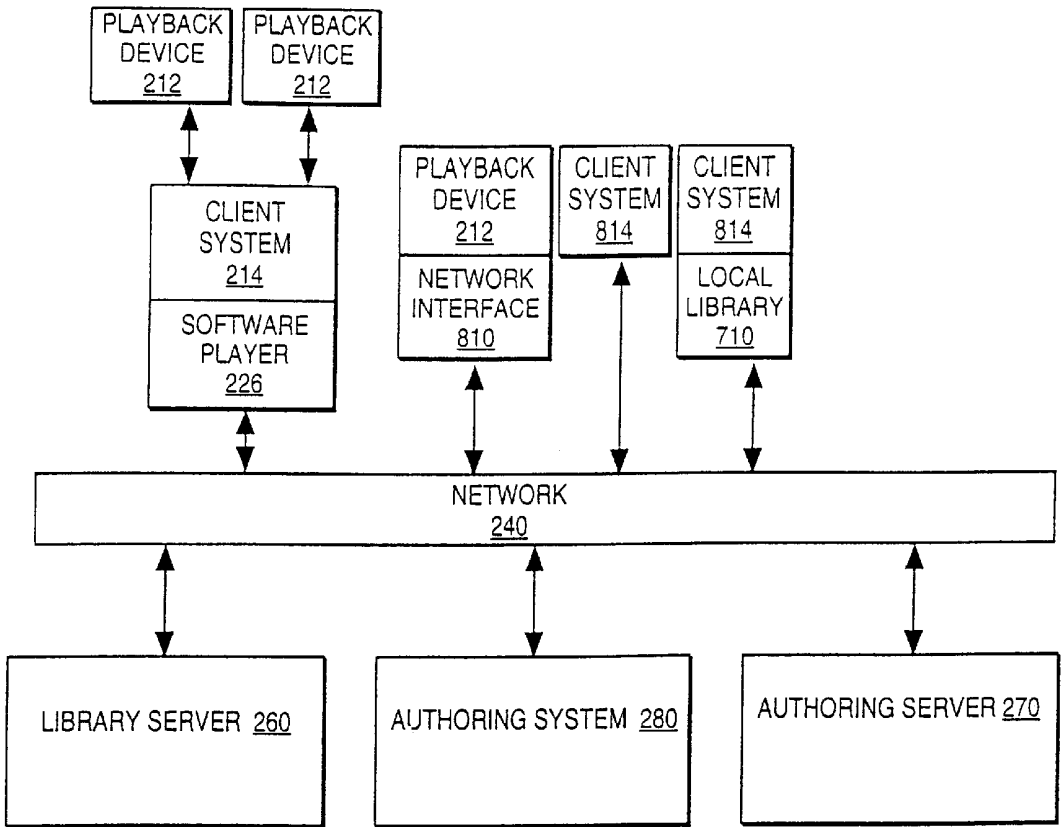 PLAYBACK
DEVICE
212
PLAYBACK
DEVICE
212
CLIENT
SYSTEM
214
SOFTWARE
PLAYER
226
PLAYBACK
DEVICE
212
NETWORK
INTERFACE
810
CLIENT
SYSTEM
814
CLIENT
SYSTEM
814
LOCAL
LIBRARY
710
NETWORK
240
LIBRARY SERVER 260
AUTHORING SYSTEM 280
AUTHORING SERVER 270